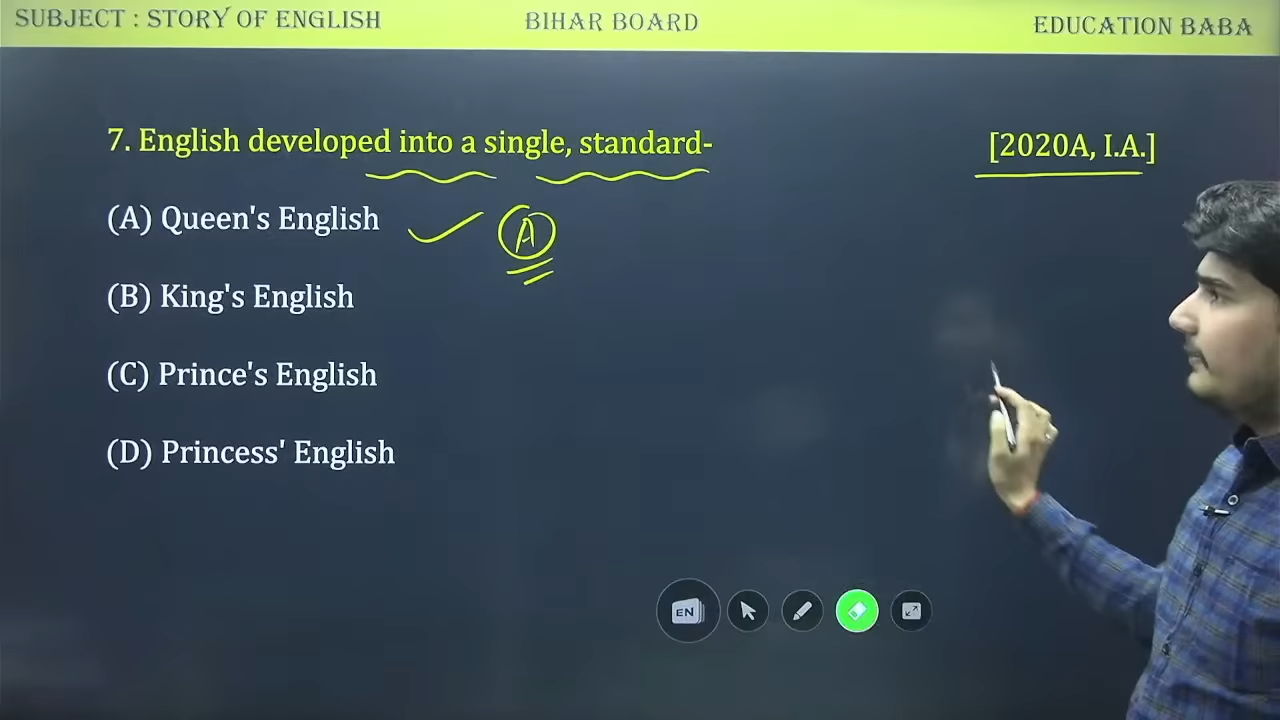 SUBJECT : STORY OF ENGLISH BIHAR BOARD EDUCATION BABA
7. English developed into a single, standard- [2020A, I.A.]
(A) Queen's English A
(B) King's English
(C) Prince's English
(D) Princess' English
EN